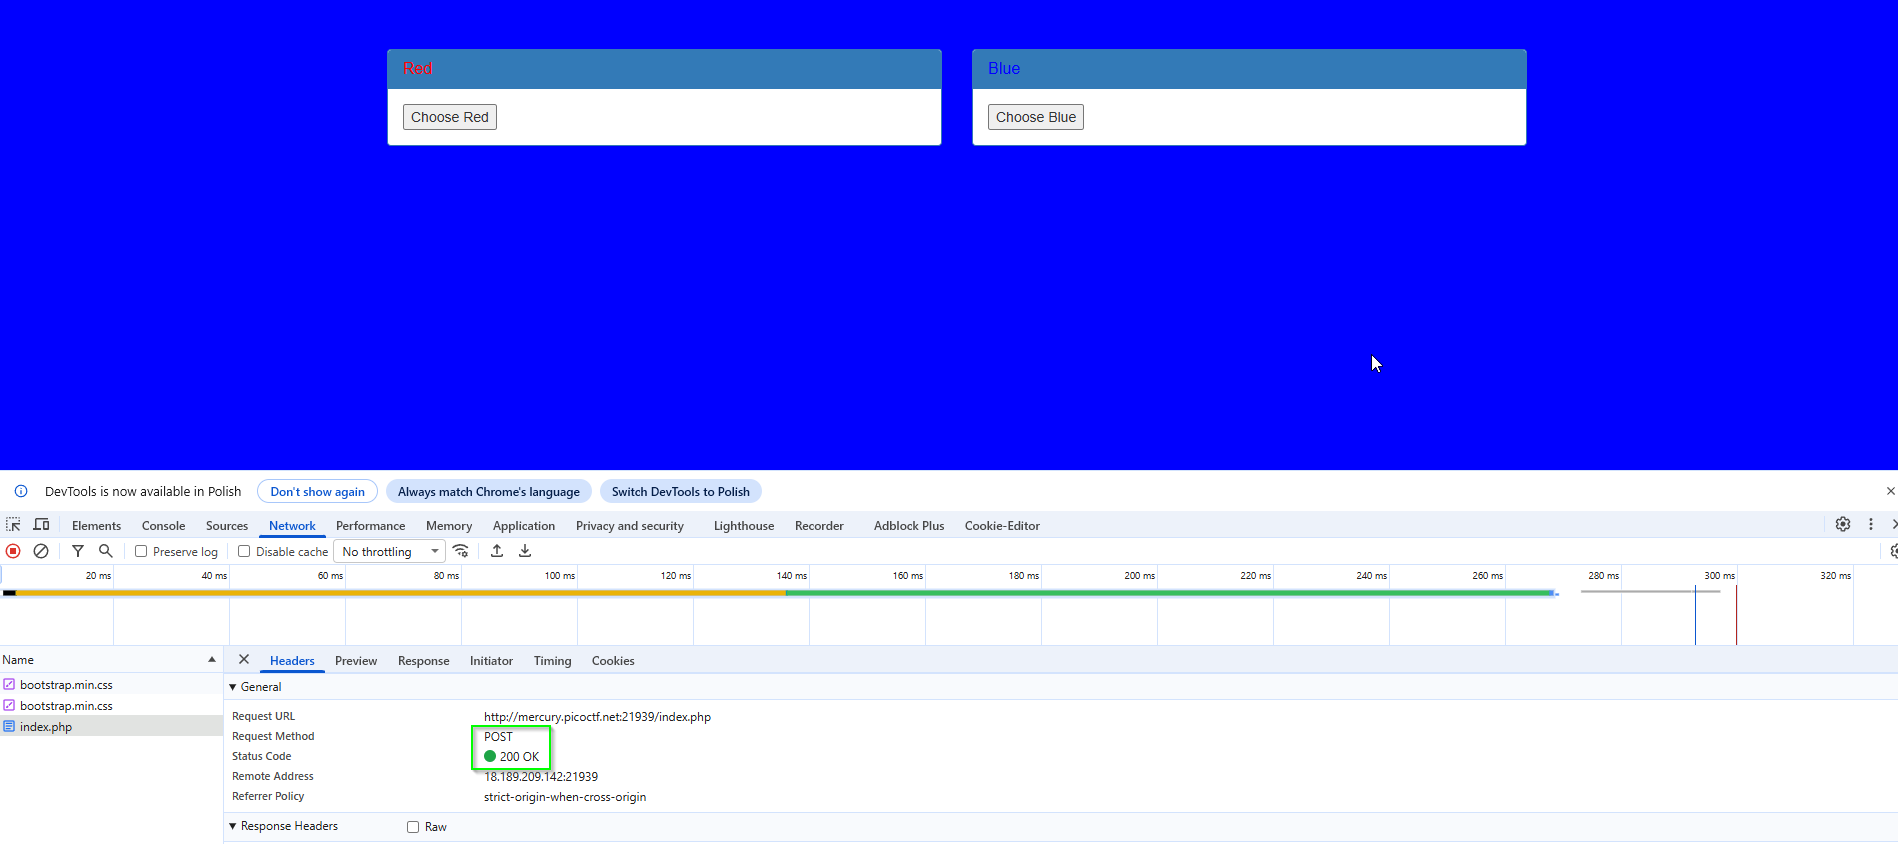 Red Blue
Choose Red Choose Blue
DevTools is now available in Polish Don't show again Always match Chrome's language Switch DevTools to Polish
Elements Console Sources Network Performance Memory Application Privacy and security Lighthouse Recorder Adblock Plus Cookie-Editor
Preserve log Disable cache No throttling
20 ms 40 ms 60 ms 80 ms 100 ms 120 ms 140 ms 160 ms 180 ms 200 ms 220 ms 240 ms 260 ms 280 ms 300 ms 320 ms
Name Headers Preview Response Initiator Timing Cookies
bootstrap.min.css General
bootstrap.min.css
index.php
Request URL http://mercury.picoctf.net:21939/index.php
Request Method POST
Status Code 200 OK
Remote Address 18.189.209.142:21939
Referrer Policy strict-origin-when-cross-origin
Response Headers Raw